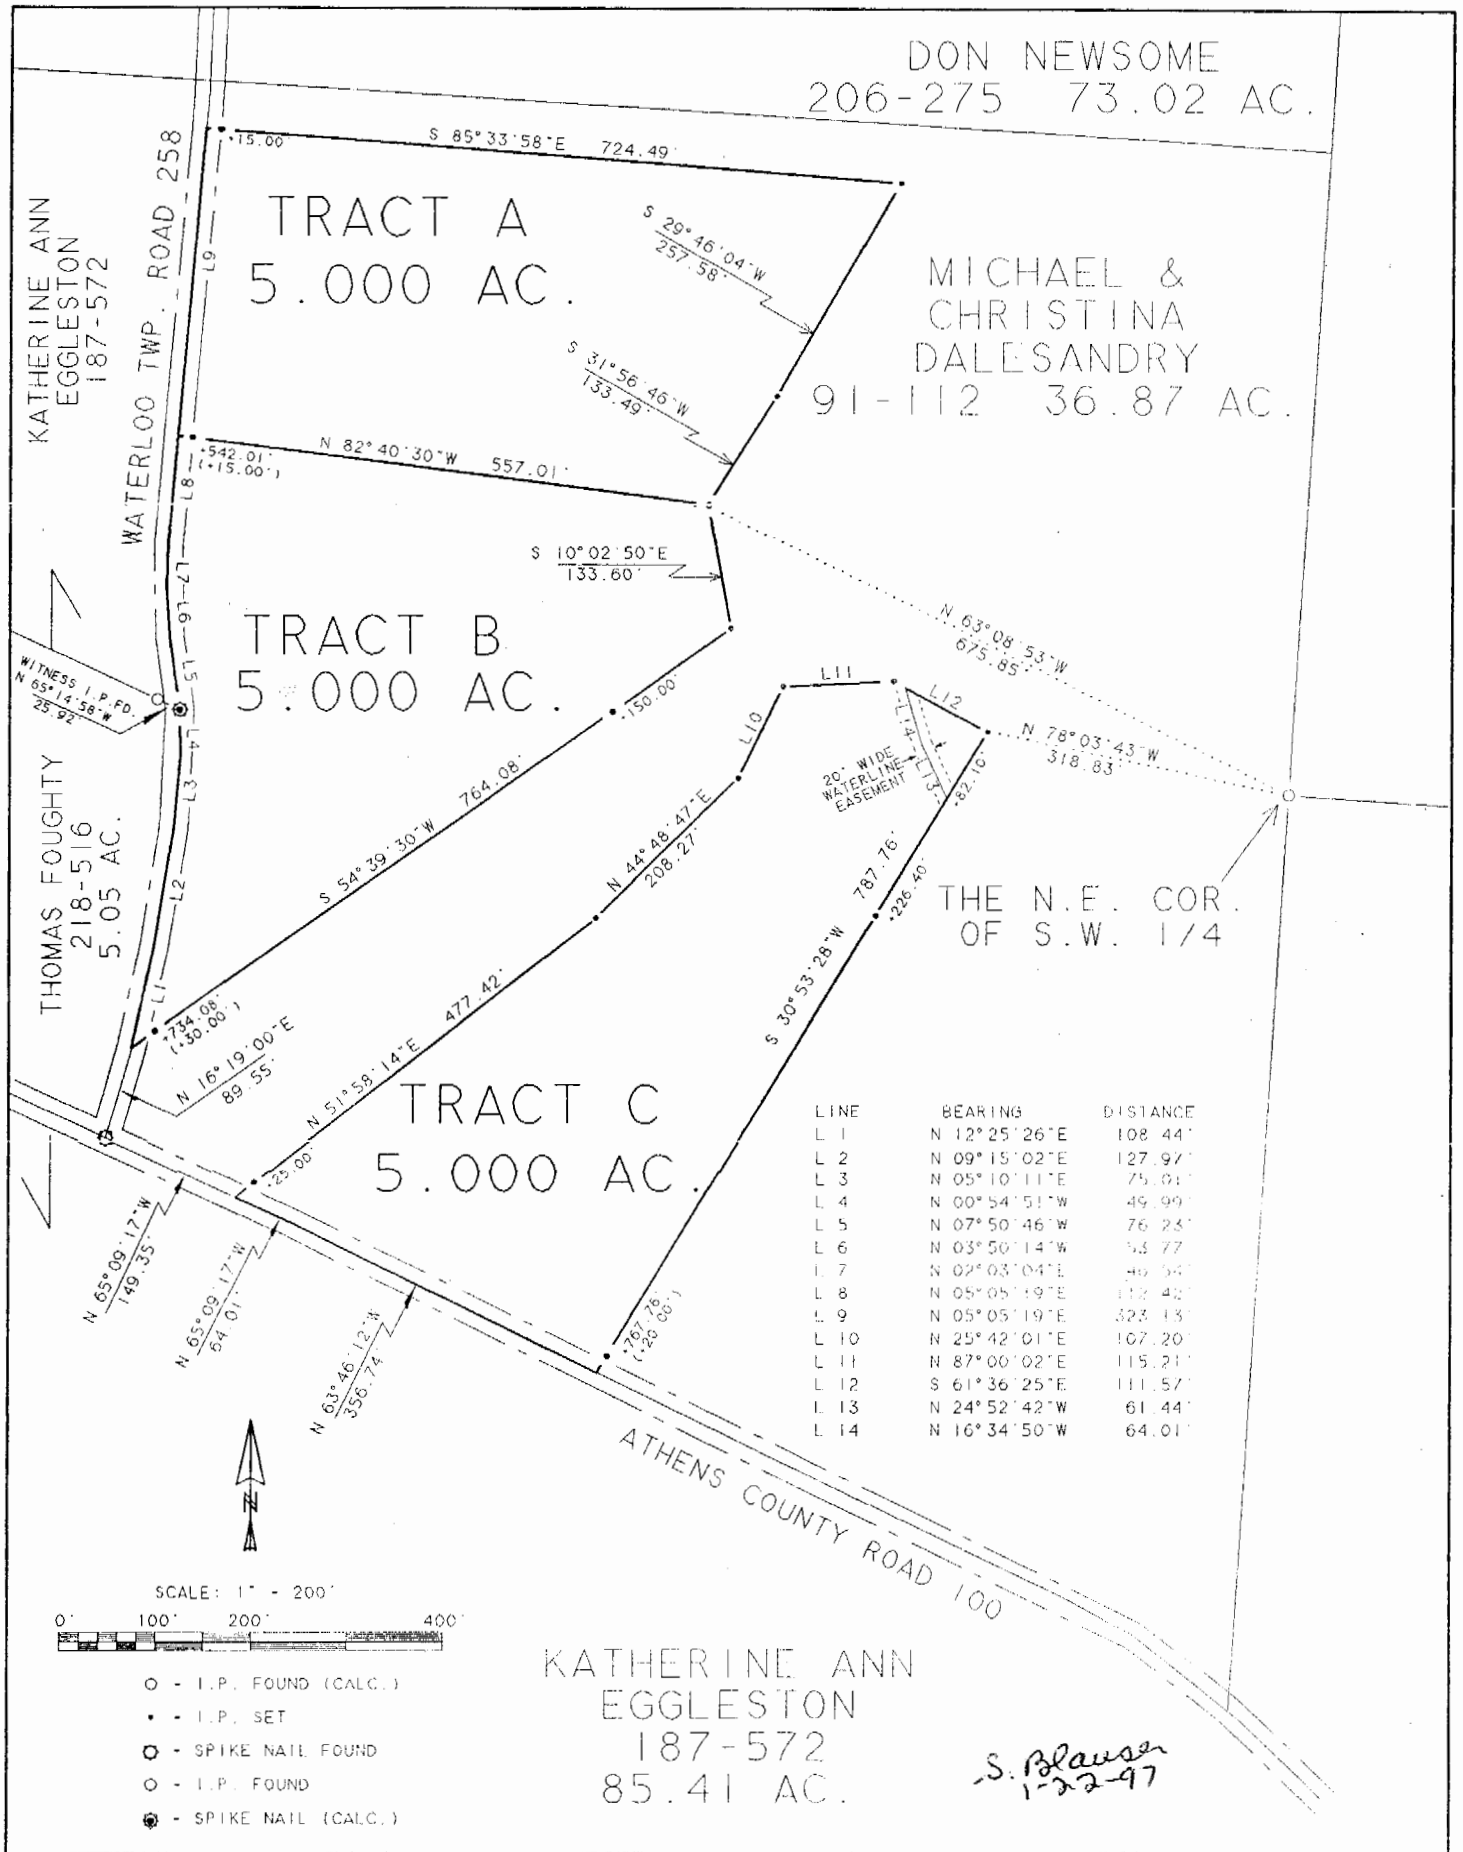 DON NEWSOME
206-275 73.02 AC.
S 85°33'58"E 724.49'
+15.00'
KATHERINE ANN
EGGLESTON
187-572
WATERLOO TWP. ROAD 258
TRACT A
5.000 AC.
S 29°46'04"W
257.58'
MICHAEL &
CHRISTINA
DALESANDRY
91-112 36.87 AC.
L9
S 31°56'46"W
133.49'
+542.01'
(+15.00')
N 82°40'30"W 557.01'
L8
S 10°02'50"E
133.60'
L7
L6
TRACT B
5.000 AC.
N 63°08'53"W
675.85'
WITNESS I.P.FD.
N 65°14'58"W
25.92'
L5
L4
L3
+150.00'
L11
L10
L12
L14
L13
20' WIDE
WATERLINE
EASEMENT
N 78°03'43"W
318.83'
+82.10'
THOMAS FOUGHTY
218-516
5.05 AC.
764.08'
S 54°39'30"W
N 44°48'47"E
208.27'
787.76'
+226.40'
S 30°53'28"W
THE N.E. COR.
OF S.W. 1/4
L2
L1
+734.08'
(+30.00')
477.42'
N 51°58'14"E
N 16°19'00"E
89.55'
TRACT C
5.000 AC.
+25.00'
N 65°09'17"W
149.35'
N 65°09'17"W
64.01'
N 63°46'12"W
356.74'
+767.76'
(+20.00')
LINE BEARING DISTANCE
L 1 N 12°25'26"E 108.44'
L 2 N 09°15'02"E 127.97'
L 3 N 05°10'11"E 75.01'
L 4 N 00°54'51"W 49.99'
L 5 N 07°50'46"W 76.23'
L 6 N 03°50'14"W 53.77'
L 7 N 02°03'04"E
L 8 N 05°05'19"E 112.42'
L 9 N 05°05'19"E 323.13'
L 10 N 25°42'01"E 107.20'
L 11 N 87°00'02"E 115.21'
L 12 S 61°36'25"E 111.57'
L 13 N 24°52'42"W 61.44'
L 14 N 16°34'50"W 64.01'
ATHENS COUNTY ROAD 100
N
SCALE: 1" - 200'
0' 100' 200' 400'
O - I.P. FOUND (CALC.)
• - I.P. SET
O - SPIKE NAIL FOUND
O - I.P. FOUND
- SPIKE NAIL (CALC.)
KATHERINE ANN
EGGLESTON
187-572
85.41 AC.
S. Blauser
1-22-97